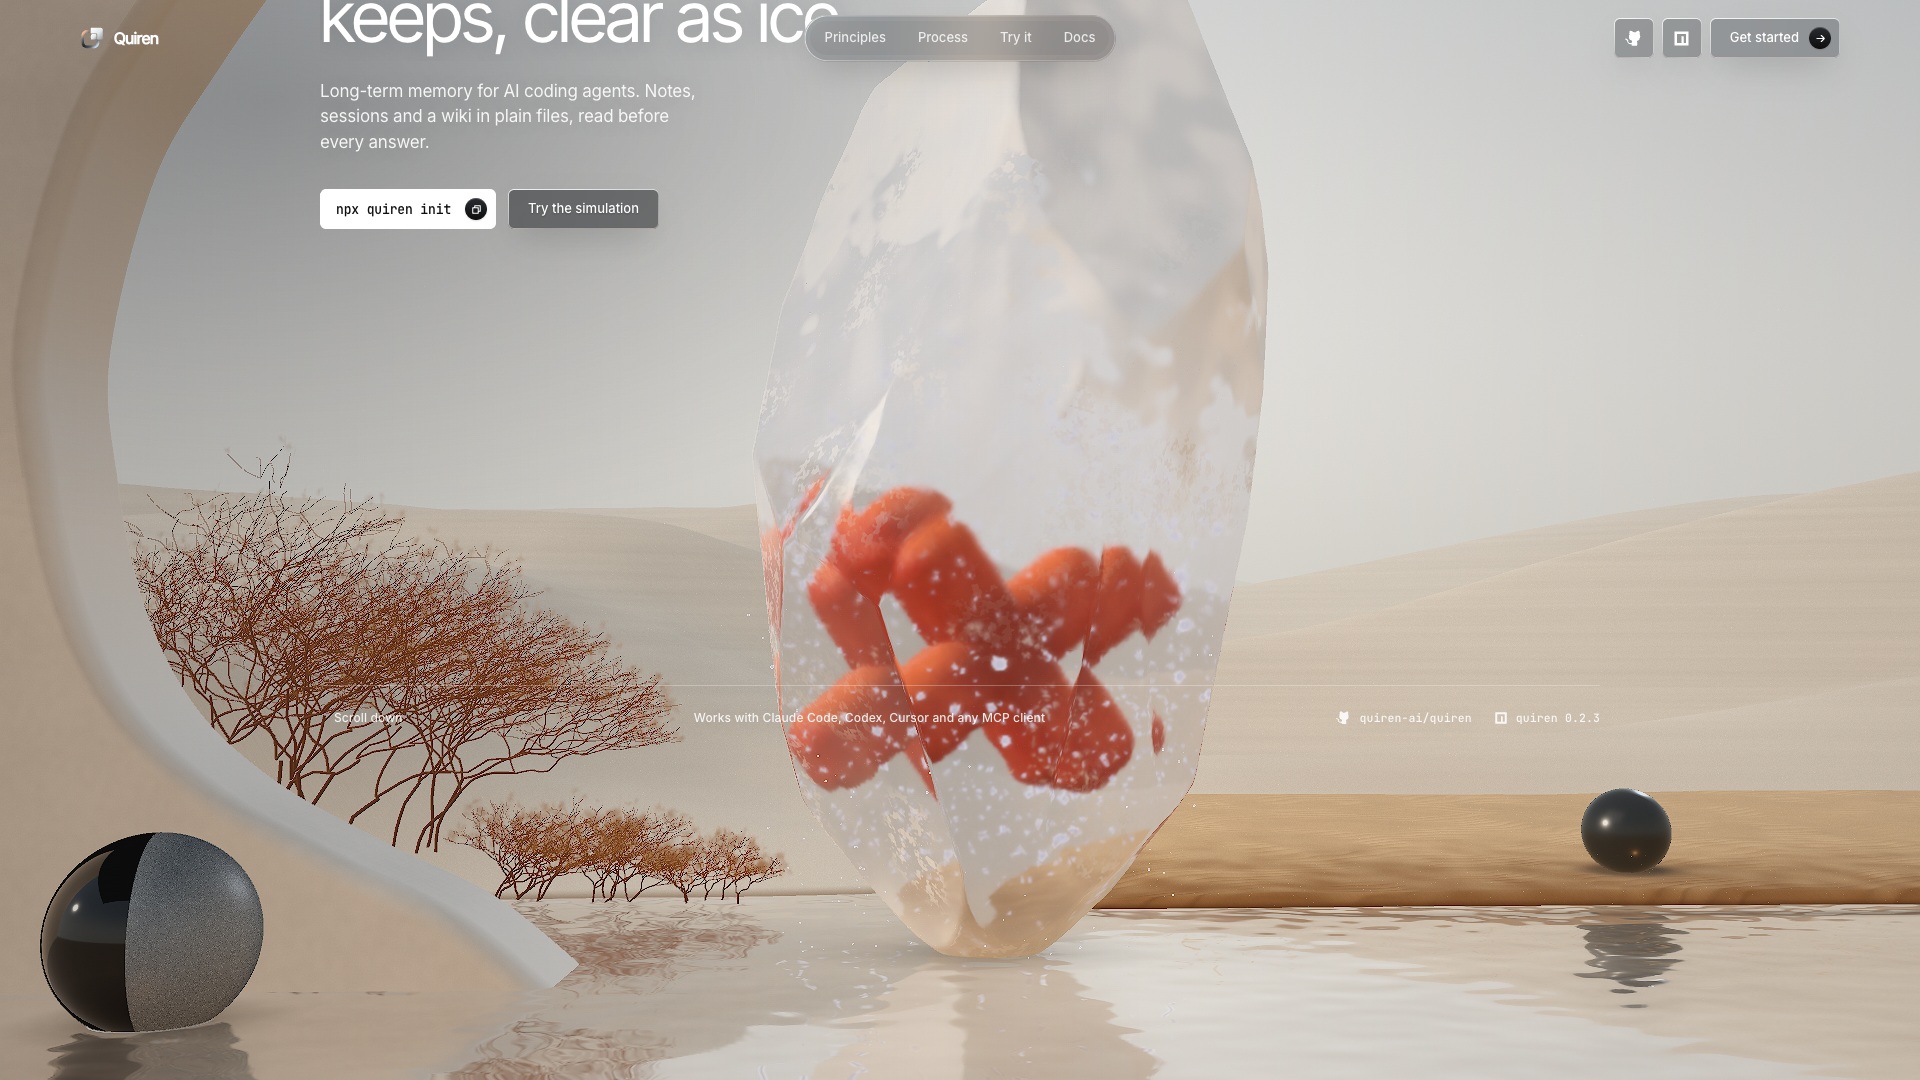 Quiren
keeps, clear as ice
Principles
Process
Try it
Docs
Get started
Long-term memory for AI coding agents. Notes,
sessions and a wiki in plain files, read before
every answer.
npx quiren init
Try the simulation
Scroll down
Works with Claude Code, Codex, Cursor and any MCP client
quiren-ai/quiren
quiren 0.2.3